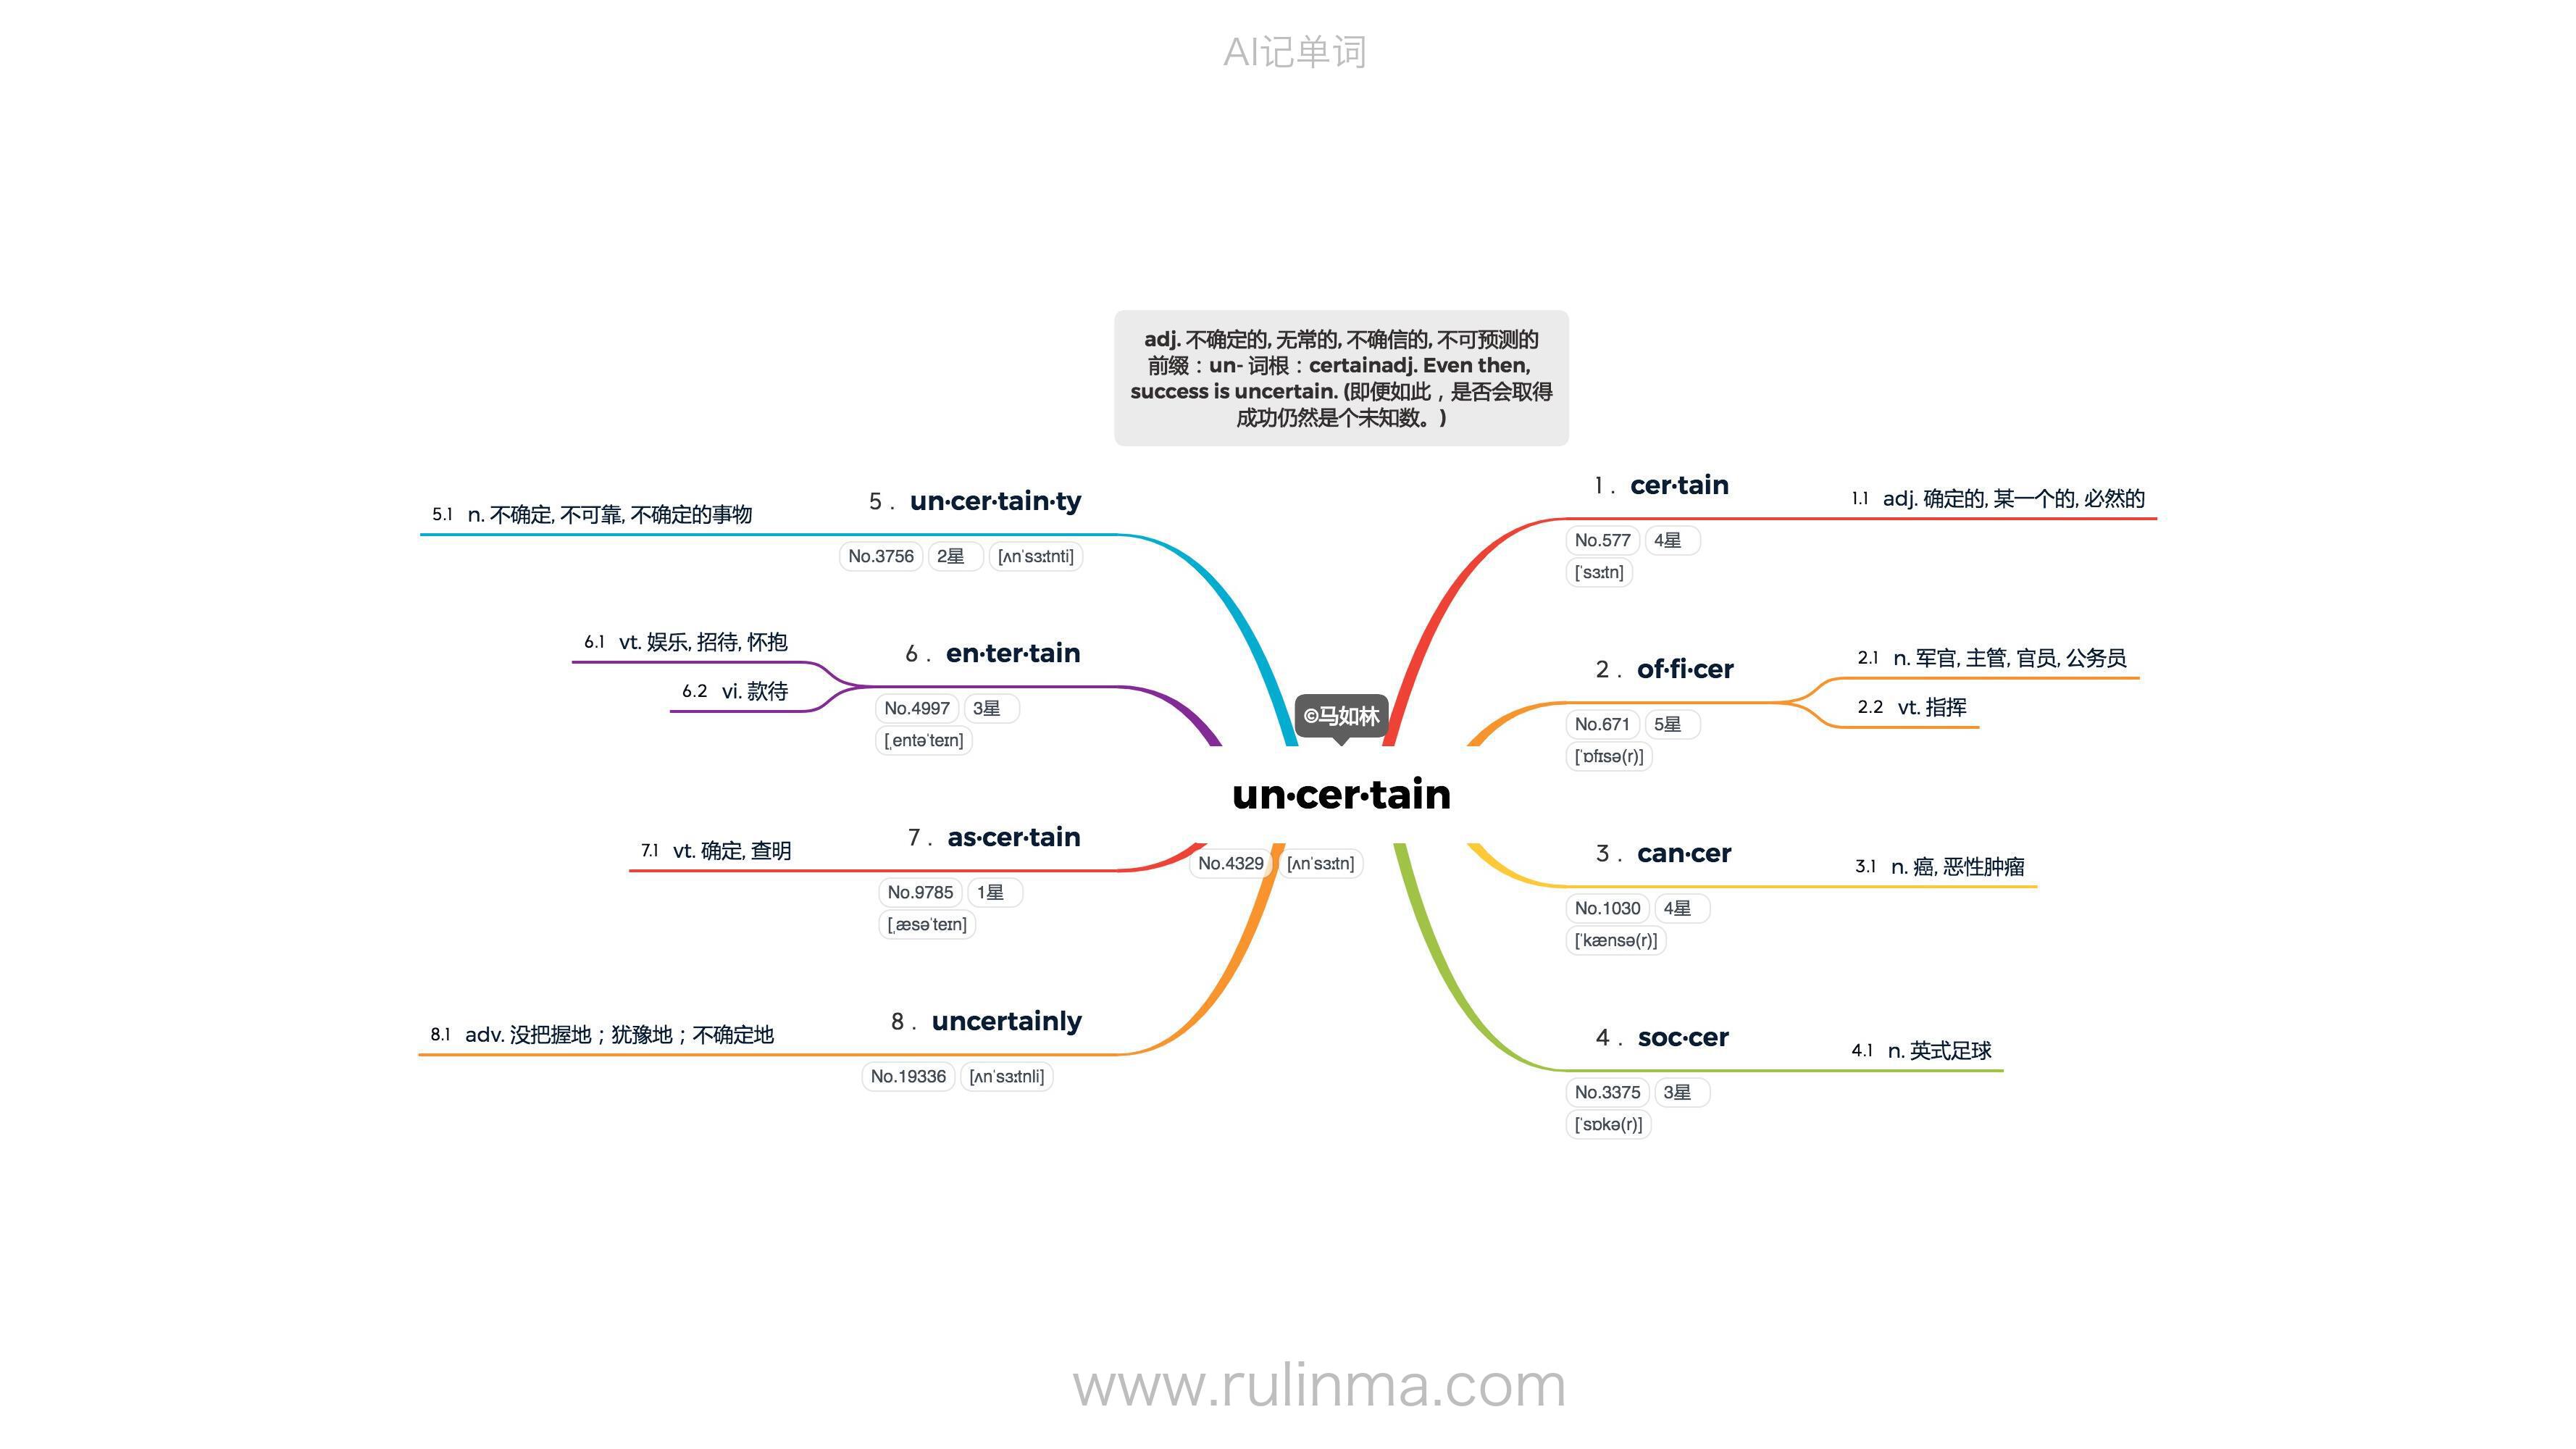 AI记单词
adj. 不确定的, 无常的, 不确信的, 不可预测的
前缀：un- 词根：certainadj. Even then,
success is uncertain. (即便如此，是否会取得
成功仍然是个未知数。)
©马如林
un·cer·tain
No.4329 [ʌnˈsɜːtn]
1. cer·tain
No.577 4星
[ˈsɜːtn]
1.1 adj. 确定的, 某一个的, 必然的
2. of·fi·cer
No.671 5星
[ˈɒfɪsə(r)]
2.1 n. 军官, 主管, 官员, 公务员
2.2 vt. 指挥
3. can·cer
No.1030 4星
[ˈkænsə(r)]
3.1 n. 癌, 恶性肿瘤
4. soc·cer
No.3375 3星
[ˈsɒkə(r)]
4.1 n. 英式足球
5. un·cer·tain·ty
No.3756 2星 [ʌnˈsɜːtnti]
5.1 n. 不确定, 不可靠, 不确定的事物
6. en·ter·tain
No.4997 3星
[ˌentəˈteɪn]
6.1 vt. 娱乐, 招待, 怀抱
6.2 vi. 款待
7. as·cer·tain
No.9785 1星
[ˌæsəˈteɪn]
7.1 vt. 确定, 查明
8. uncertainly
No.19336 [ʌnˈsɜːtnli]
8.1 adv. 没把握地；犹豫地；不确定地
www.rulinma.com